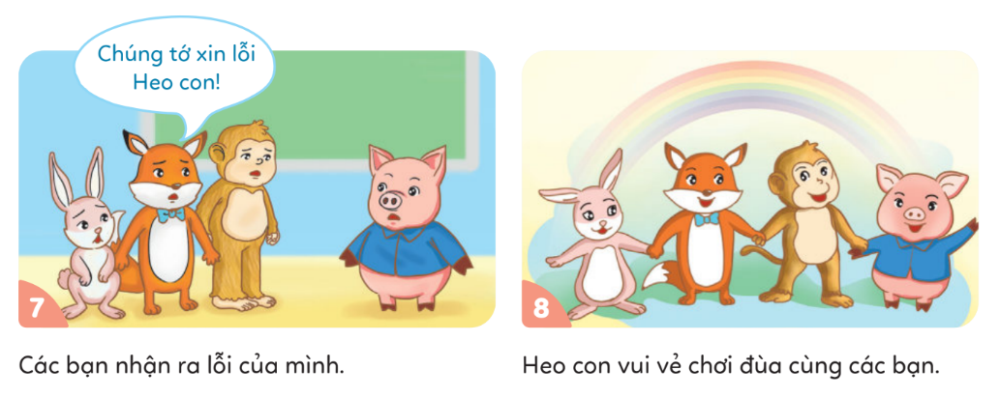 Chúng tớ xin lỗi
Heo con!
7
Các bạn nhận ra lỗi của mình.
8
Heo con vui vẻ chơi đùa cùng các bạn.